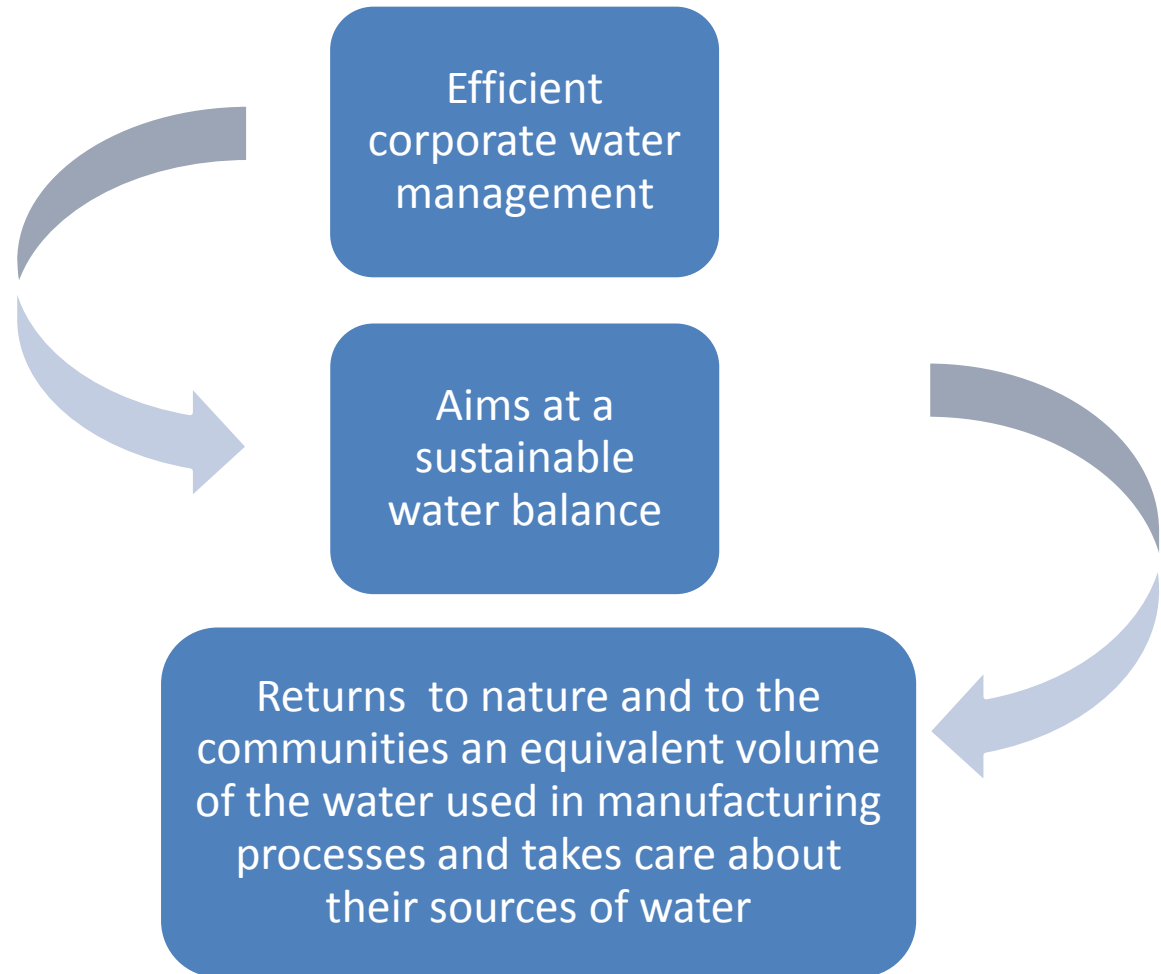 Efficient
corporate water
management
Aims at a
sustainable
water balance
Returns  to nature and to the
communities an equivalent volume
of the water used in manufacturing
processes and takes care about
their sources of water